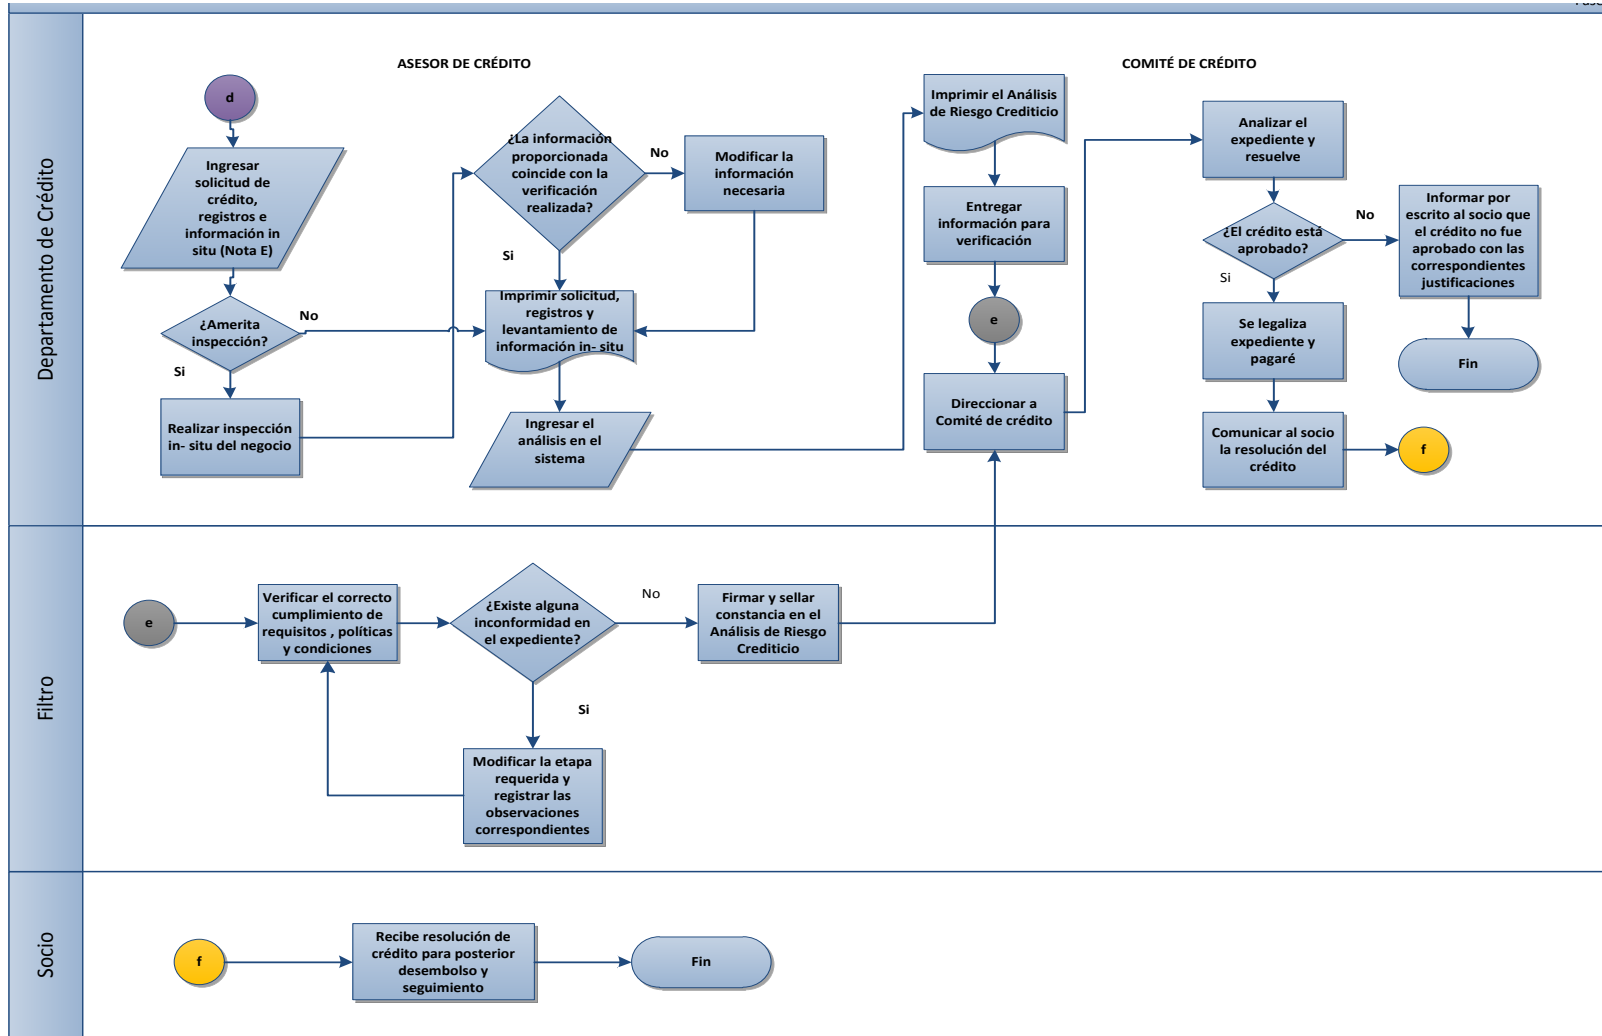 Departamento de Crédito
ASESOR DE CRÉDITO
COMITÉ DE CRÉDITO
d
Ingresar
solicitud de
crédito,
registros e
información in
situ (Nota E)
¿Amerita
inspección?
No
Si
Realizar inspección
in- situ del negocio
¿La información
proporcionada
coincide con la
verificación
realizada?
No
Si
Modificar la
información
necesaria
Imprimir solicitud,
registros y
levantamiento de
información in- situ
Ingresar el
análisis en el
sistema
Imprimir el Análisis
de Riesgo Crediticio
Entregar
información para
verificación
e
Direccionar a
Comité de crédito
Analizar el
expediente y
resuelve
¿El crédito está
aprobado?
No
Si
Informar por
escrito al socio que
el crédito no fue
aprobado con las
correspondientes
justificaciones
Fin
Se legaliza
expediente y
pagaré
Comunicar al socio
la resolución del
crédito
f
Filtro
e
Verificar el correcto
cumplimiento de
requisitos , políticas
y condiciones
¿Existe alguna
inconformidad en
el expediente?
No
Si
Firmar y sellar
constancia en el
Análisis de Riesgo
Crediticio
Modificar la etapa
requerida y
registrar las
observaciones
correspondientes
Socio
f
Recibe resolución de
crédito para posterior
desembolso y
seguimiento
Fin